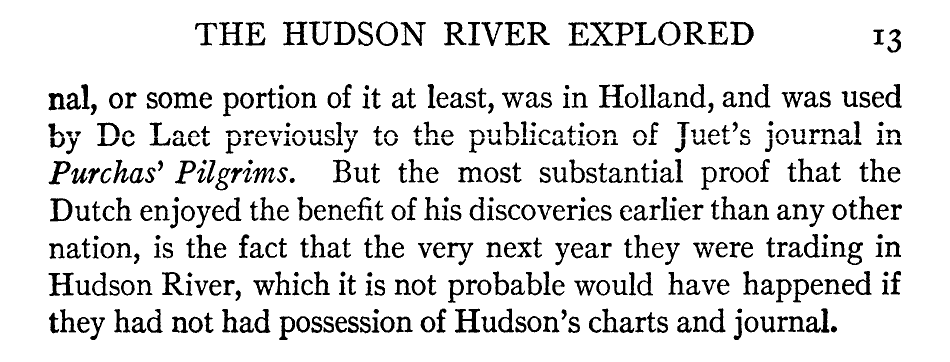 THE HUDSON RIVER EXPLORED 13
nal, or some portion of it at least, was in Holland, and was used
by De Laet previously to the publication of Juet's journal in
Purchas' Pilgrims. But the most substantial proof that the
Dutch enjoyed the benefit of his discoveries earlier than any other
nation, is the fact that the very next year they were trading in
Hudson River, which it is not probable would have happened if
they had not had possession of Hudson's charts and journal.